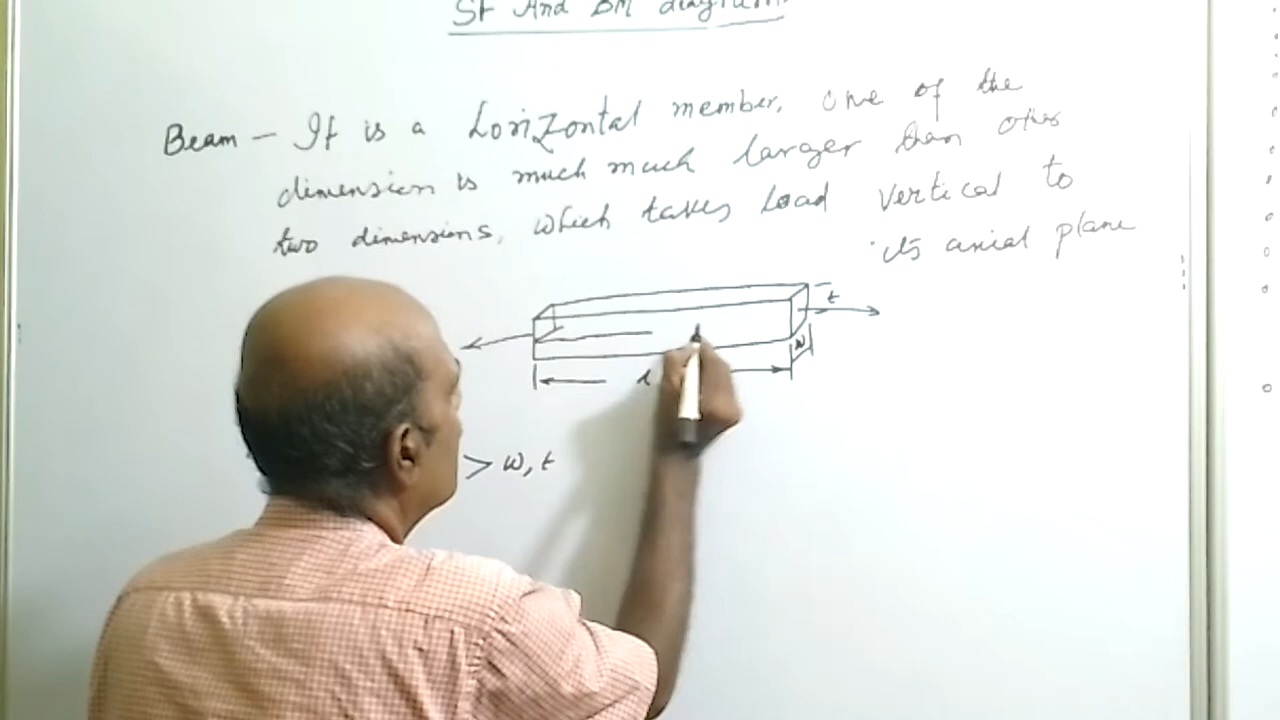 SF And BM diagram
Beam - It is a horizontal member, one of the
dimension is much much larger than other
two dimensions, which takes load vertical to
its axial plane
t
w
l
> w, t